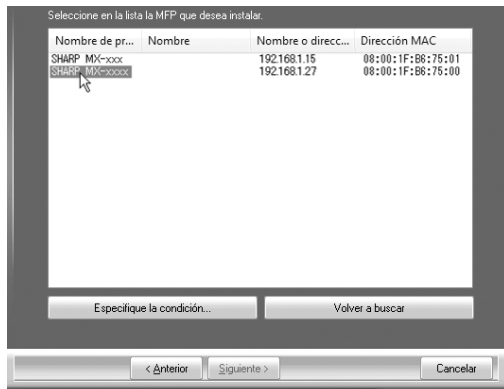 Seleccione en la lista la MFP que desea instalar.
Nombre de pr... Nombre Nombre o direcc... Dirección MAC
SHARP MX-xxx 192.168.1.15 08:00:1F:B6:75:01
SHARP MX-xxxx 192.168.1.27 08:00:1F:B6:75:00
Especifique la condición... Volver a buscar
< Anterior Siguiente > Cancelar